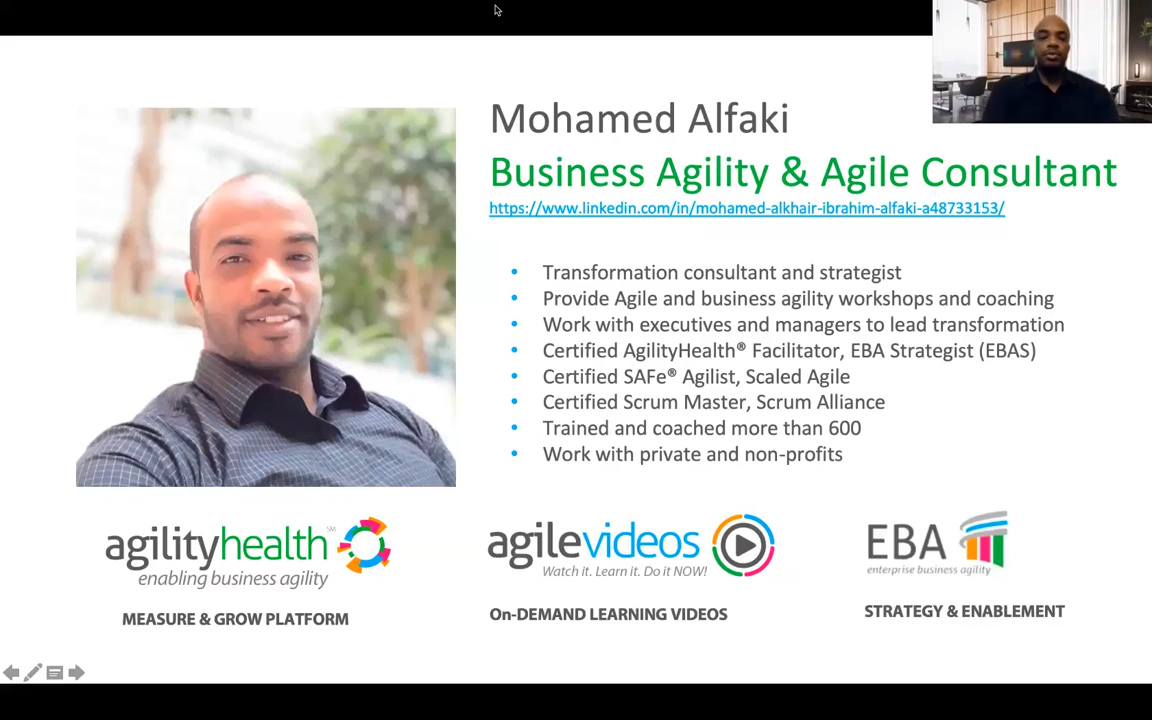 Mohamed Alfaki
Business Agility & Agile Consultant
https://www.linkedin.com/in/mohamed-alkhair-ibrahim-alfaki-a48733153/
• Transformation consultant and strategist
• Provide Agile and business agility workshops and coaching
• Work with executives and managers to lead transformation
• Certified AgilityHealth® Facilitator, EBA Strategist (EBAS)
• Certified SAFe® Agilist, Scaled Agile
• Certified Scrum Master, Scrum Alliance
• Trained and coached more than 600
• Work with private and non-profits
agilityhealth℠
enabling business agility
MEASURE & GROW PLATFORM
agilevideos
Watch it. Learn it. Do it NOW!
On-DEMAND LEARNING VIDEOS
EBA
enterprise business agility
STRATEGY & ENABLEMENT